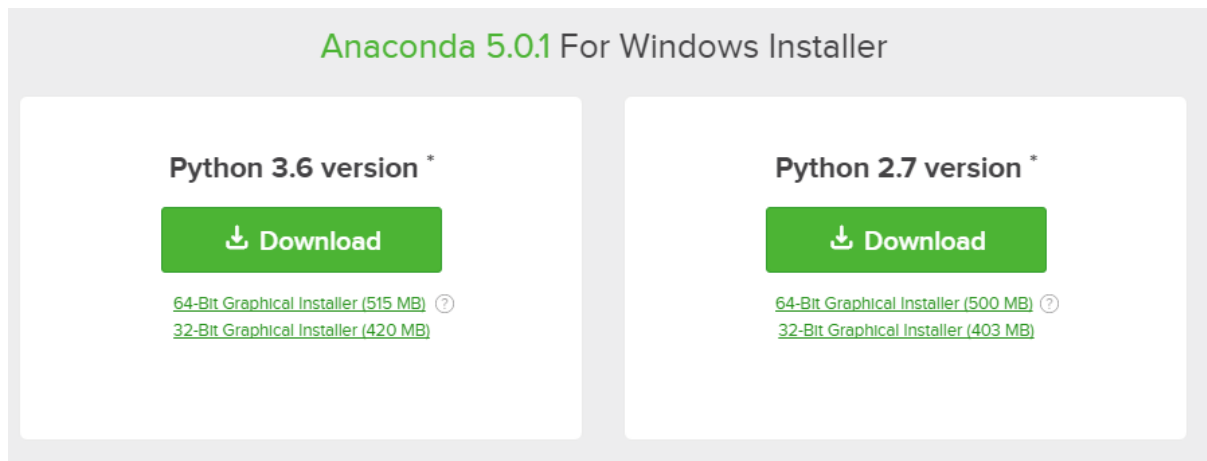 Anaconda 5.0.1 For Windows Installer
Python 3.6 version *
Download
64-Bit Graphical Installer (515 MB) ?
32-Bit Graphical Installer (420 MB)
Python 2.7 version *
Download
64-Bit Graphical Installer (500 MB) ?
32-Bit Graphical Installer (403 MB)